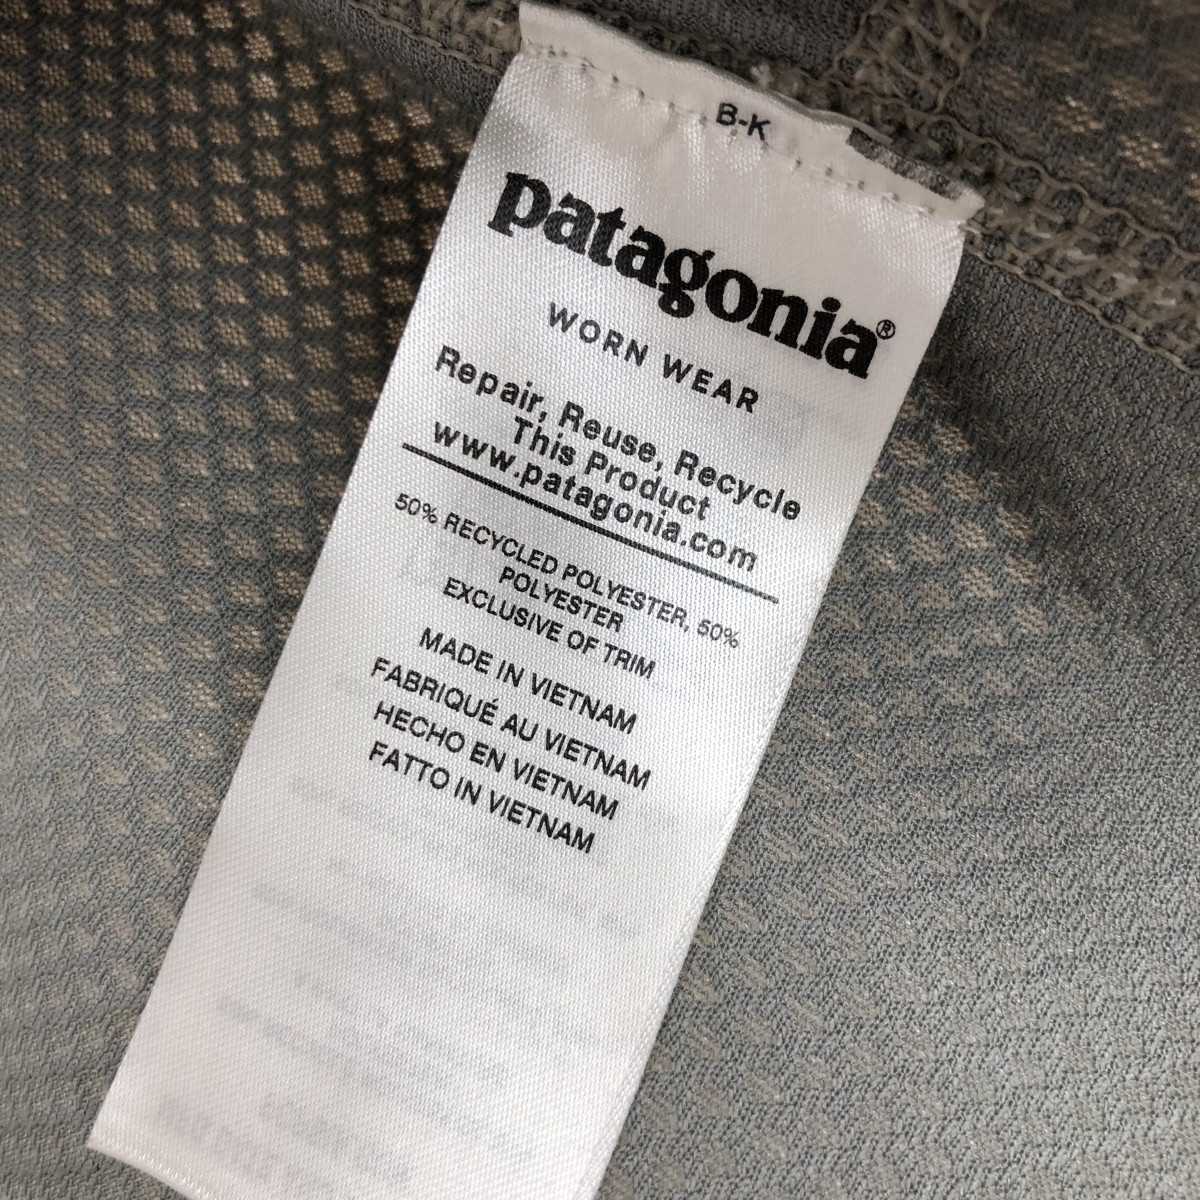 B-K
patagonia®
WORN WEAR
Repair, Reuse, Recycle
This Product
www.patagonia.com
50% RECYCLED POLYESTER, 50%
POLYESTER
EXCLUSIVE OF TRIM
MADE IN VIETNAM
FABRIQUÉ AU VIETNAM
HECHO EN VIETNAM
FATTO IN VIETNAM